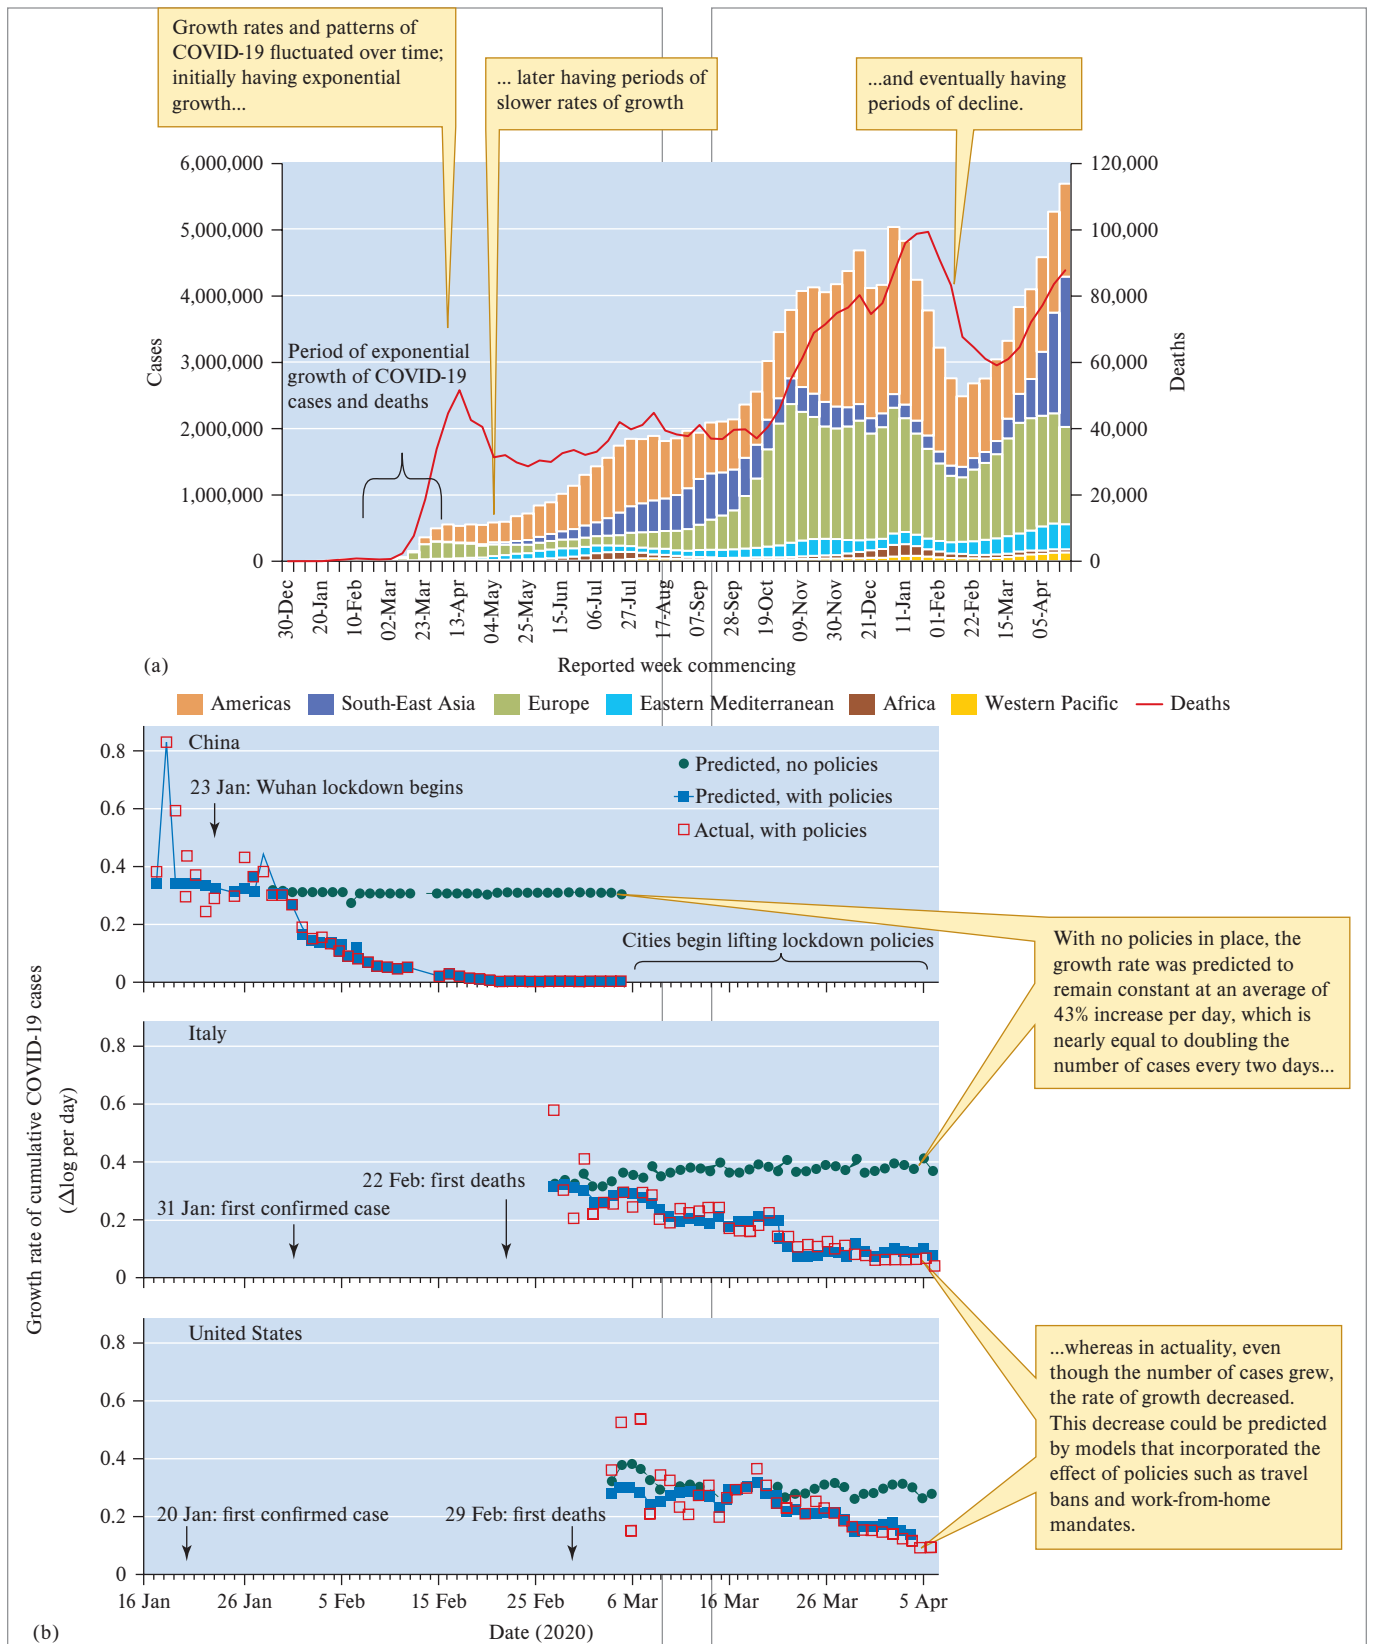 Growth rates and patterns of
COVID-19 fluctuated over time;
initially having exponential
growth...
... later having periods of
slower rates of growth
...and eventually having
periods of decline.
6,000,000
5,000,000
4,000,000
3,000,000
2,000,000
1,000,000
0
Cases
120,000
100,000
80,000
60,000
40,000
20,000
0
Deaths
Period of exponential
growth of COVID-19
cases and deaths
30-Dec
20-Jan
10-Feb
02-Mar
23-Mar
13-Apr
04-May
25-May
15-Jun
06-Jul
27-Jul
17-Aug
07-Sep
28-Sep
19-Oct
09-Nov
30-Nov
21-Dec
11-Jan
01-Feb
22-Feb
15-Mar
05-Apr
(a)
Reported week commencing
Americas South-East Asia Europe Eastern Mediterranean Africa Western Pacific Deaths
Growth rate of cumulative COVID-19 cases
(Δlog per day)
0.8
0.6
0.4
0.2
0
China
23 Jan: Wuhan lockdown begins
Predicted, no policies
Predicted, with policies
Actual, with policies
Cities begin lifting lockdown policies
With no policies in place, the
growth rate was predicted to
remain constant at an average of
43% increase per day, which is
nearly equal to doubling the
number of cases every two days...
0.8
0.6
0.4
0.2
0
Italy
22 Feb: first deaths
31 Jan: first confirmed case
0.8
0.6
0.4
0.2
0
United States
20 Jan: first confirmed case
29 Feb: first deaths
...whereas in actuality, even
though the number of cases grew,
the rate of growth decreased.
This decrease could be predicted
by models that incorporated the
effect of policies such as travel
bans and work-from-home
mandates.
16 Jan 26 Jan 5 Feb 15 Feb 25 Feb 6 Mar 16 Mar 26 Mar 5 Apr
(b)
Date (2020)